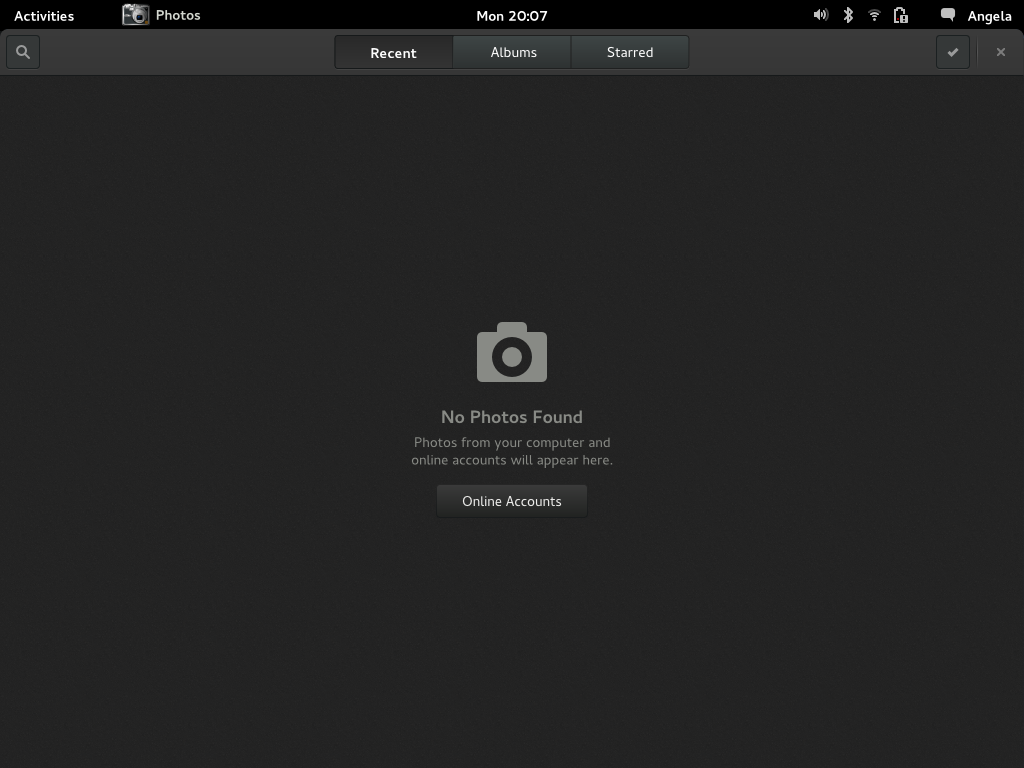 Activities Photos Mon 20:07 Angela
Recent Albums Starred
No Photos Found
Photos from your computer and
online accounts will appear here.
Online Accounts